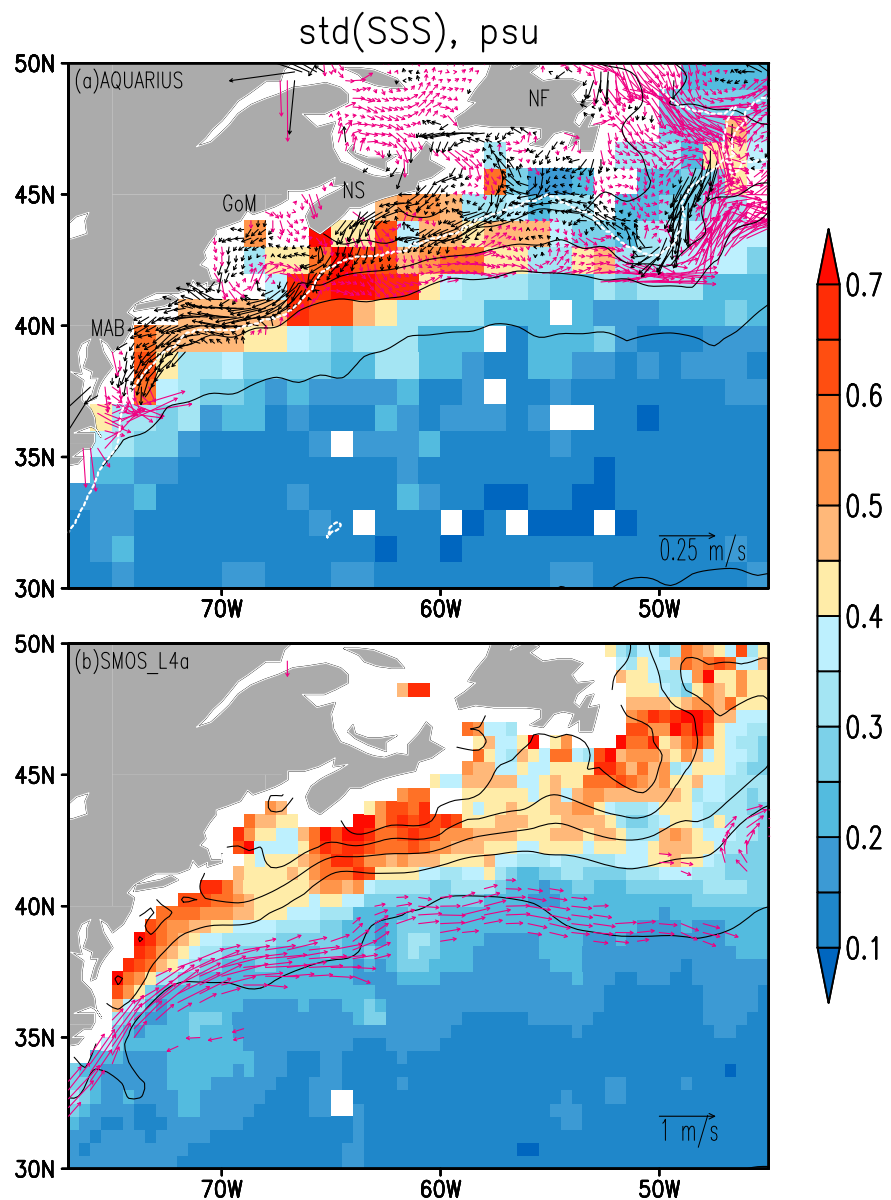 std(SSS), psu
50N
(a)AQUARIUS
NF
45N
NS
GoM
40N
MAB
35N
30N
0.25 m/s
70W
60W
50W
0.7
0.6
0.5
0.4
0.3
0.2
0.1
50N
(b)SMOS_L4a
45N
40N
35N
30N
1 m/s
70W
60W
50W